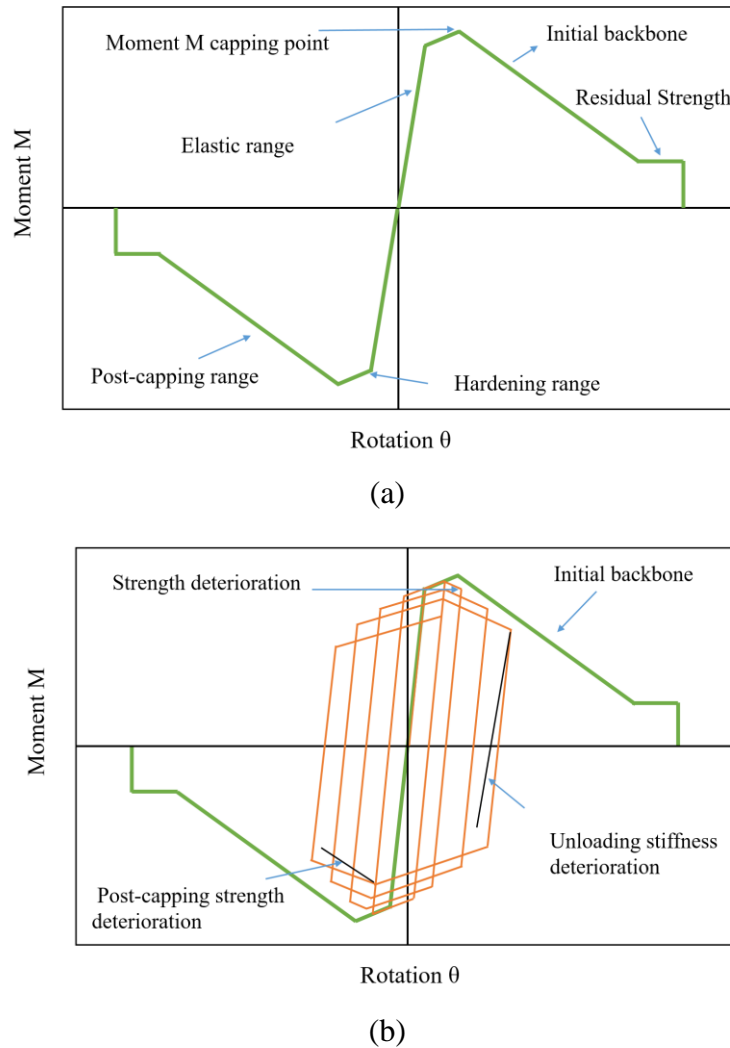 Moment M capping point
Initial backbone
Residual Strength
Elastic range
Moment M
Post-capping range
Hardening range
Rotation θ
(a)
Strength deterioration
Initial backbone
Moment M
Unloading stiffness
deterioration
Post-capping strength
deterioration
Rotation θ
(b)